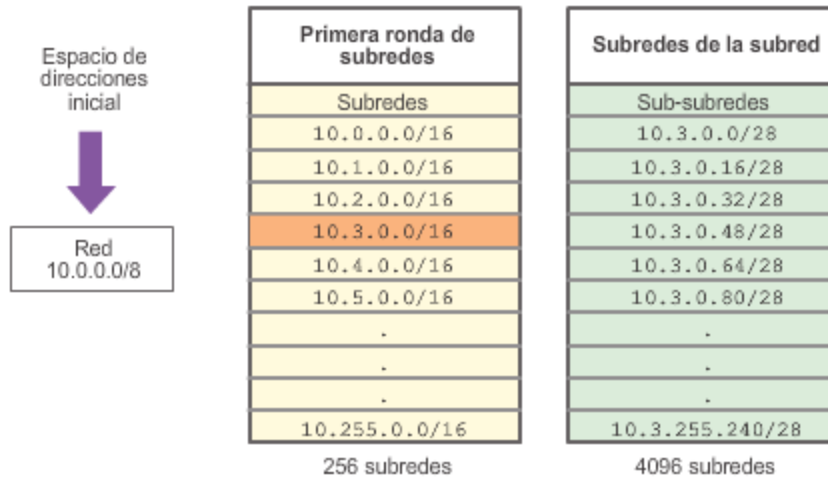 Espacio de
direcciones
inicial
Red
10.0.0.0/8
Primera ronda de
subredes
Subredes
10.0.0.0/16
10.1.0.0/16
10.2.0.0/16
10.3.0.0/16
10.4.0.0/16
10.5.0.0/16
.
.
.
10.255.0.0/16
256 subredes
Subredes de la subred
Sub-subredes
10.3.0.0/28
10.3.0.16/28
10.3.0.32/28
10.3.0.48/28
10.3.0.64/28
10.3.0.80/28
.
.
.
10.3.255.240/28
4096 subredes